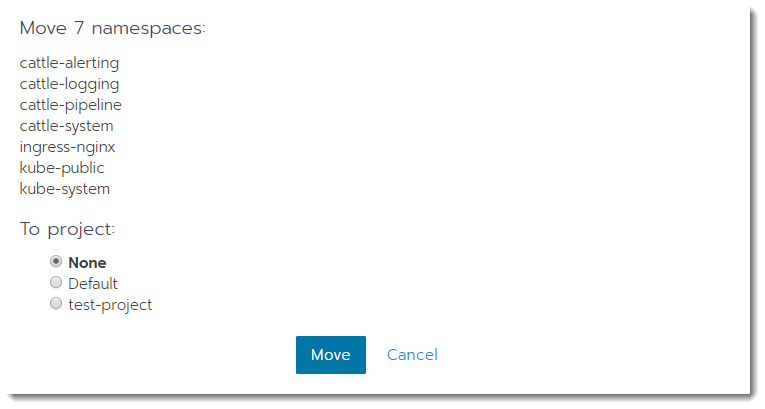 Move 7 namespaces:
cattle-alerting
cattle-logging
cattle-pipeline
cattle-system
ingress-nginx
kube-public
kube-system
To project:
None
Default
test-project
Move Cancel